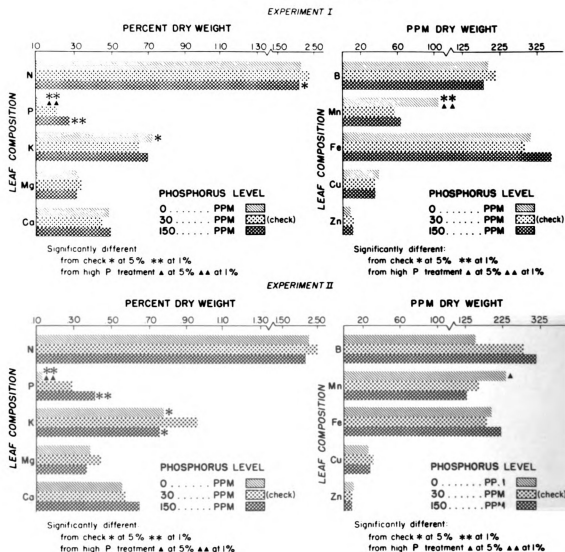 EXPERIMENT I
PERCENT DRY WEIGHT
10 30 50 70 90 110 130 150 2 50
LEAF COMPOSITION
N
*
P
**
▲▲
**
K
*
Mg
Ca
PHOSPHORUS LEVEL
0 . . . . . . PPM
30 . . . . . . PPM (check)
150 . . . . . . PPM
Significantly different
from check * at 5% ** at 1%
from high P treatment ▲ at 5% ▲▲ at 1%
PPM DRY WEIGHT
20 60 100 125 225 325
LEAF COMPOSITION
B
Mn
**
▲▲
Fe
Cu
Zn
PHOSPHORUS LEVEL
0 . . . . . . PPM
30 . . . . . . PPM (check)
150 . . . . . . PPM
Significantly different:
from check * at 5% ** at 1%
from high P treatment ▲ at 5% ▲▲ at 1%
EXPERIMENT II
PERCENT DRY WEIGHT
10 30 50 70 90 110 130 150 2.50
LEAF COMPOSITION
N
P
**
▲▲
**
K
*
*
Mg
Ca
PHOSPHORUS LEVEL
0 . . . . . . PPM
30 . . . . . . PPM (check)
150 . . . . . . PPM
Significantly different
from check * at 5% ** at 1%
from high P treatment ▲ at 5% ▲▲ at 1%
PPM DRY WEIGHT
20 60 100 125 225 325
LEAF COMPOSITION
B
Mn
▲
Fe
Cu
Zn
PHOSPHORUS LEVEL
0 . . . . . . PPM
30 . . . . . . PPM (check)
150 . . . . . . PPM
Significantly different:
from check * at 5% ** at 1%
from high P treatment ▲ at 5% ▲▲ at 1%